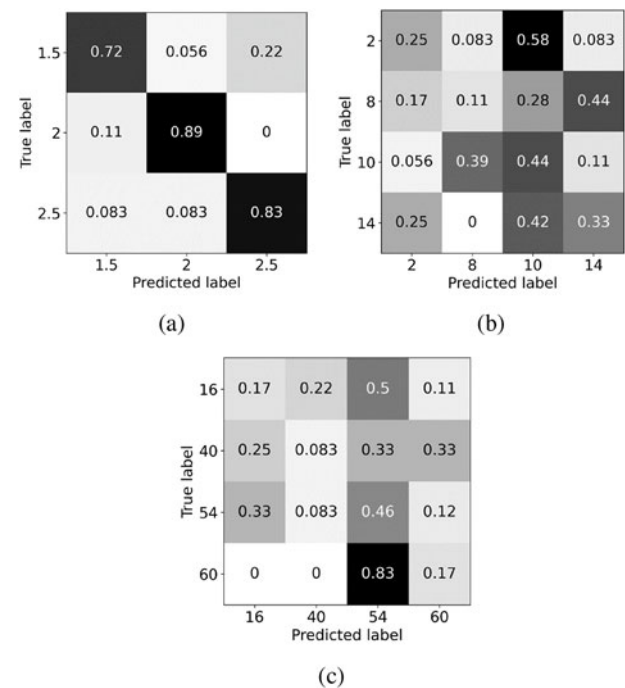 True label
1.5 0.72 0.056 0.22
2 0.11 0.89 0
2.5 0.083 0.083 0.83
1.5 2 2.5
Predicted label
(a)
True label
2 0.25 0.083 0.58 0.083
8 0.17 0.11 0.28 0.44
10 0.056 0.39 0.44 0.11
14 0.25 0 0.42 0.33
2 8 10 14
Predicted label
(b)
True label
16 0.17 0.22 0.5 0.11
40 0.25 0.083 0.33 0.33
54 0.33 0.083 0.46 0.12
60 0 0 0.83 0.17
16 40 54 60
Predicted label
(c)